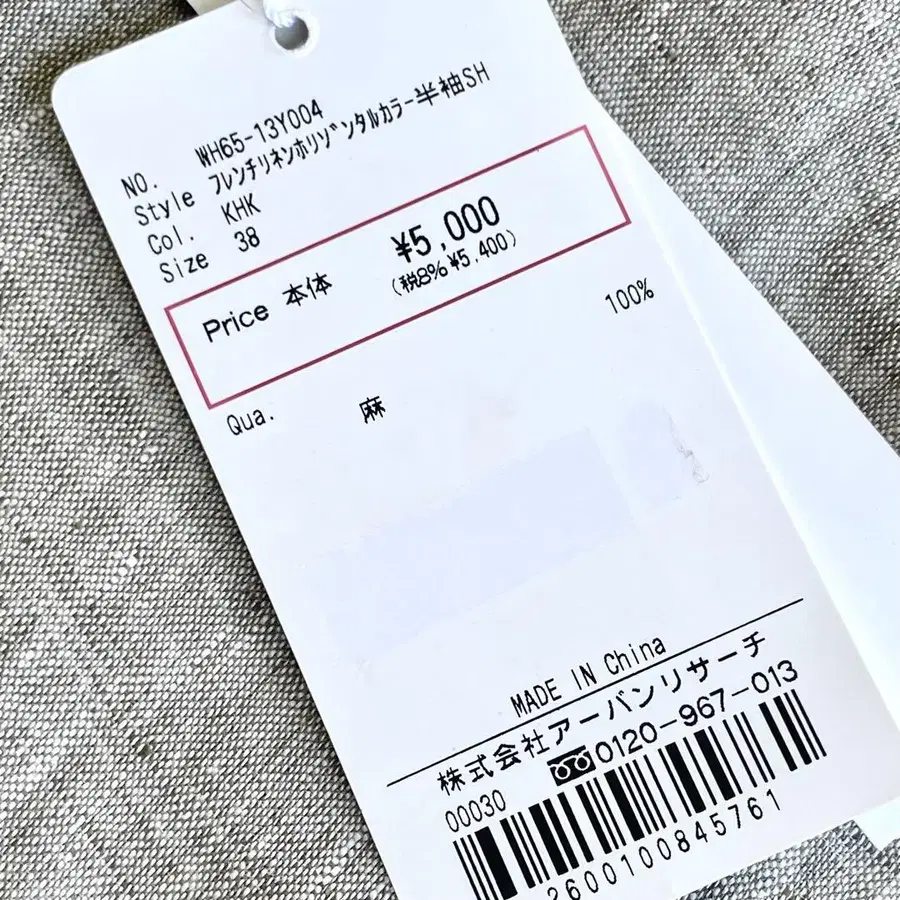 NO. WH65-13Y004
Style フレンチリネンホリゾンタルカラー半袖SH
Col. KHK
Size 38
Price 本体 ¥5,000
(税8% ¥5,400)
100%
Qua. 麻
MADE IN China
株式会社アーバンリサーチ
0120-967-013
00030
2600100845761